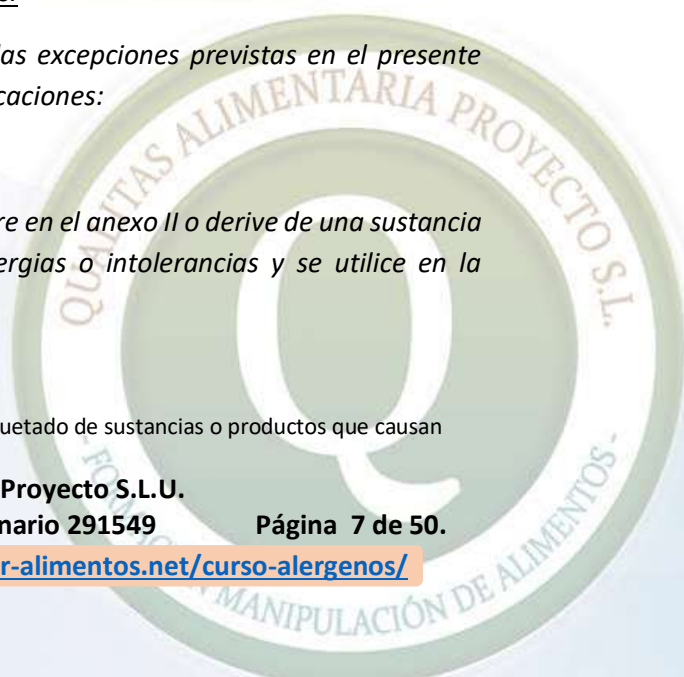 las excepciones previstas en el presente
caciones:
re en el anexo II o derive de una sustancia
ergias o intolerancias y se utilice en la
uetado de sustancias o productos que causan
Proyecto S.L.U.
nario 291549 Página 7 de 50.
r-alimentos.net/curso-alergenos/
QUALITAS ALIMENTARIA PROYECTO S.L.
Q
MANIPULACIÓN DE ALIMENTOS -